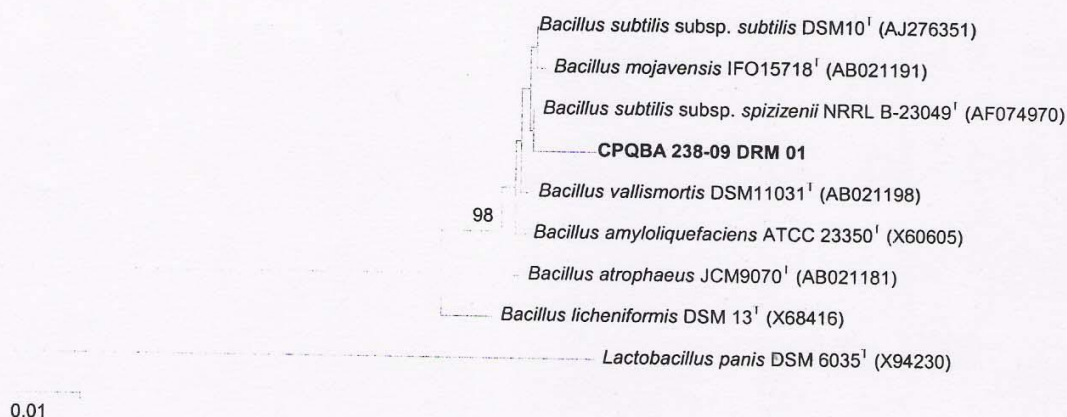 Bacillus subtilis subsp. subtilis DSM10ᵀ (AJ276351)
Bacillus mojavensis IFO15718ᵀ (AB021191)
Bacillus subtilis subsp. spizizenii NRRL B-23049ᵀ (AF074970)
CPQBA 238-09 DRM 01
Bacillus vallismortis DSM11031ᵀ (AB021198)
98
Bacillus amyloliquefaciens ATCC 23350ᵀ (X60605)
Bacillus atrophaeus JCM9070ᵀ (AB021181)
Bacillus licheniformis DSM 13ᵀ (X68416)
Lactobacillus panis DSM 6035ᵀ (X94230)
0.01